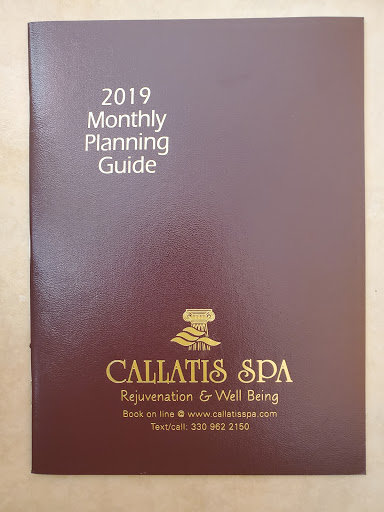 2019
Monthly
Planning
Guide
CALLATIS SPA
Rejuvenation & Well Being
Book on line @ www.callatisspa.com
Text/call: 330 962 2150